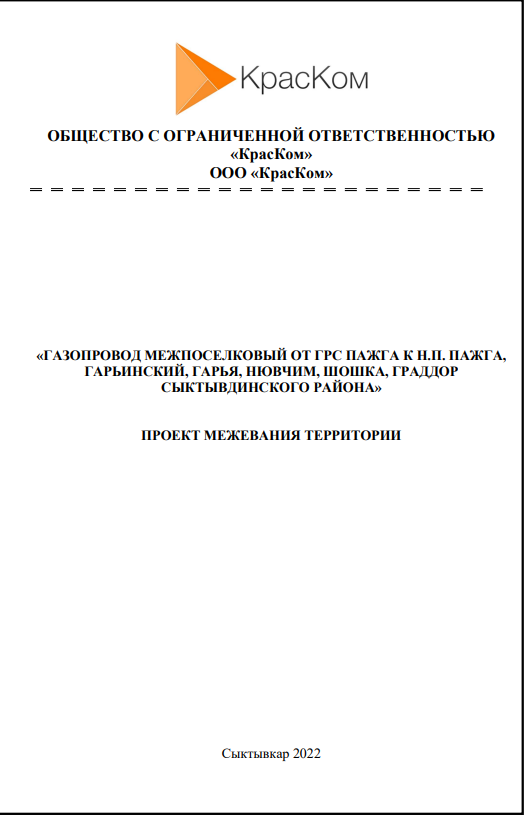 КрасКом
ОБЩЕСТВО С ОГРАНИЧЕННОЙ ОТВЕТСТВЕННОСТЬЮ
«КрасКом»
ООО «КрасКом»
«ГАЗОПРОВОД МЕЖПОСЕЛКОВЫЙ ОТ ГРС ПАЖГА К Н.П. ПАЖГА,
ГАРЬИНСКИЙ, ГАРЬЯ, НЮВЧИМ, ШОШКА, ГРАДДОР
СЫКТЫВДИНСКОГО РАЙОНА»
ПРОЕКТ МЕЖЕВАНИЯ ТЕРРИТОРИИ
Сыктывкар 2022